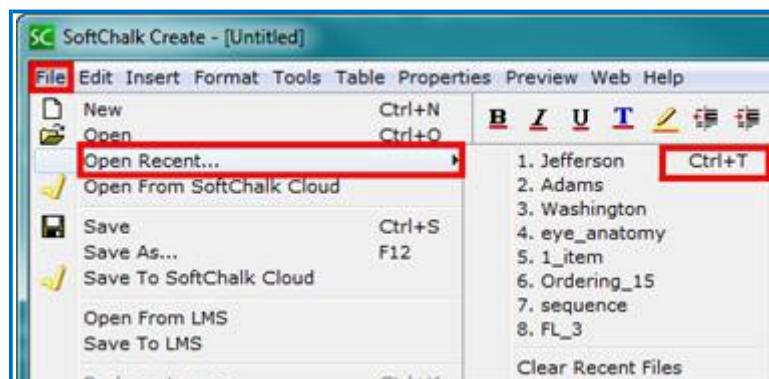 SC SoftChalk Create - [Untitled]
File Edit Insert Format Tools Table Properties Preview Web Help
New Ctrl+N
Open Ctrl+O
Open Recent...
Open From SoftChalk Cloud
Save Ctrl+S
Save As... F12
Save To SoftChalk Cloud
Open From LMS
Save To LMS
B I U T
1. Jefferson Ctrl+T
2. Adams
3. Washington
4. eye_anatomy
5. 1_item
6. Ordering_15
7. sequence
8. FL_3
Clear Recent Files